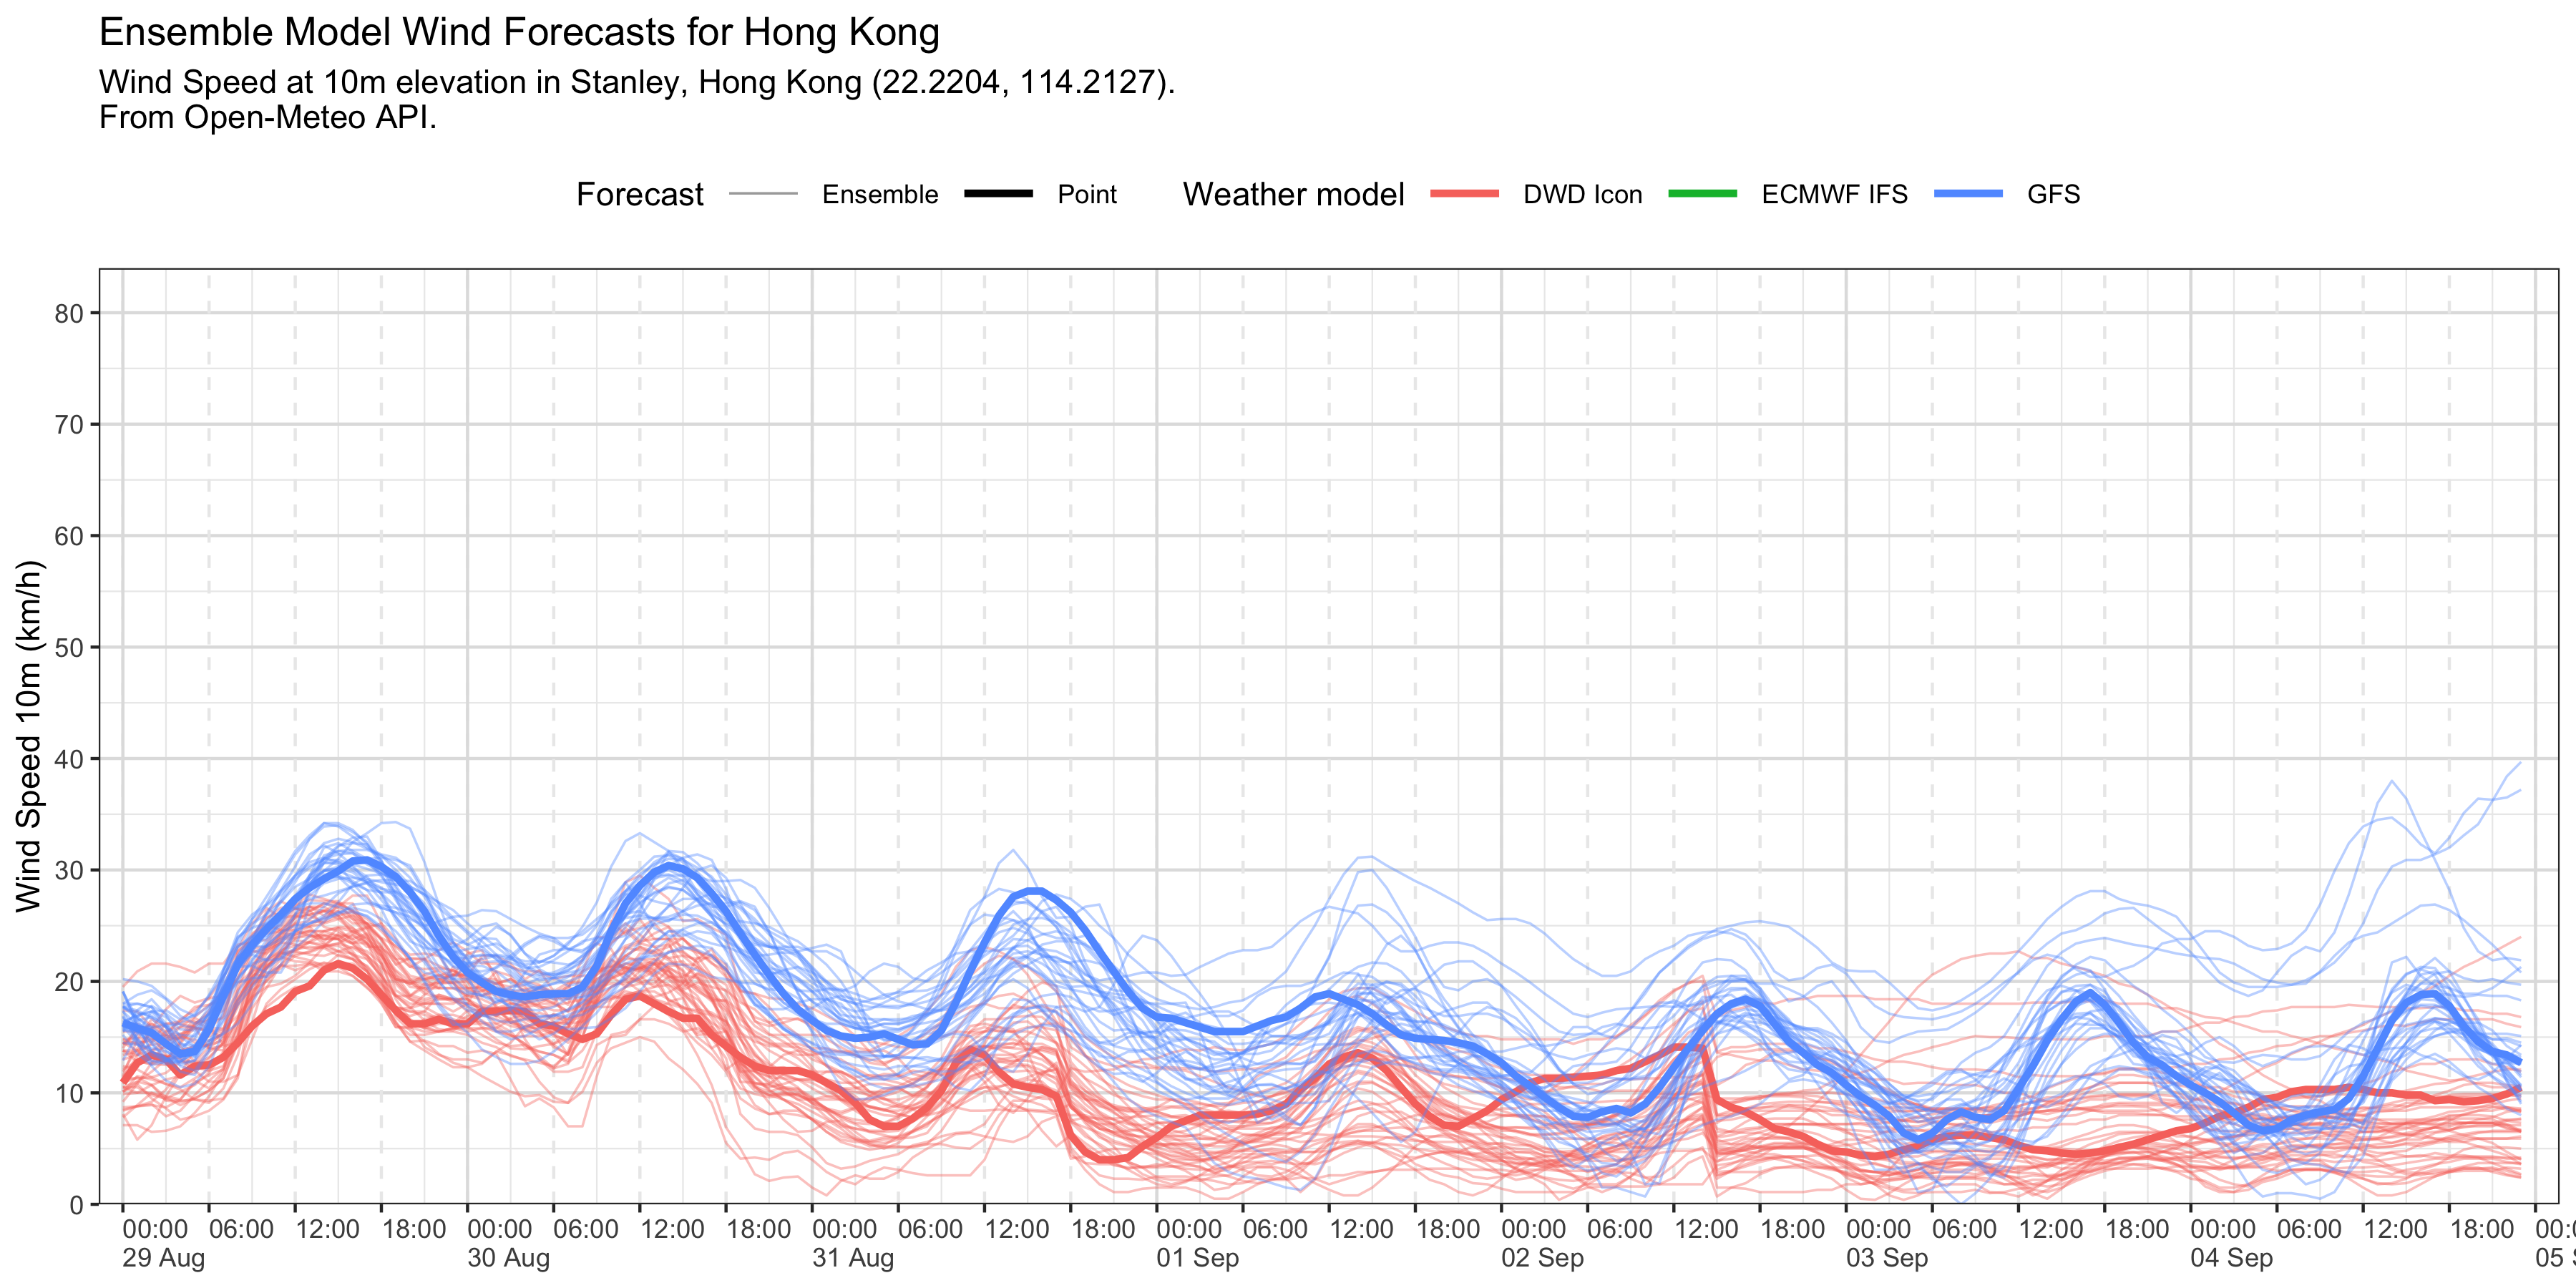 Ensemble Model Wind Forecasts for Hong Kong
Wind Speed at 10m elevation in Stanley, Hong Kong (22.2204, 114.2127).
From Open-Meteo API.
Forecast Ensemble Point Weather model DWD Icon ECMWF IFS GFS
Wind Speed 10m (km/h)
80
70
60
50
40
30
20
10
0
00:00 06:00 12:00 18:00 00:00 06:00 12:00 18:00 00:00 06:00 12:00 18:00 00:00 06:00 12:00 18:00 00:00 06:00 12:00 18:00 00:00 06:00 12:00 18:00 00:00 06:00 12:00 18:00 00:0
29 Aug 30 Aug 31 Aug 01 Sep 02 Sep 03 Sep 04 Sep 05 S